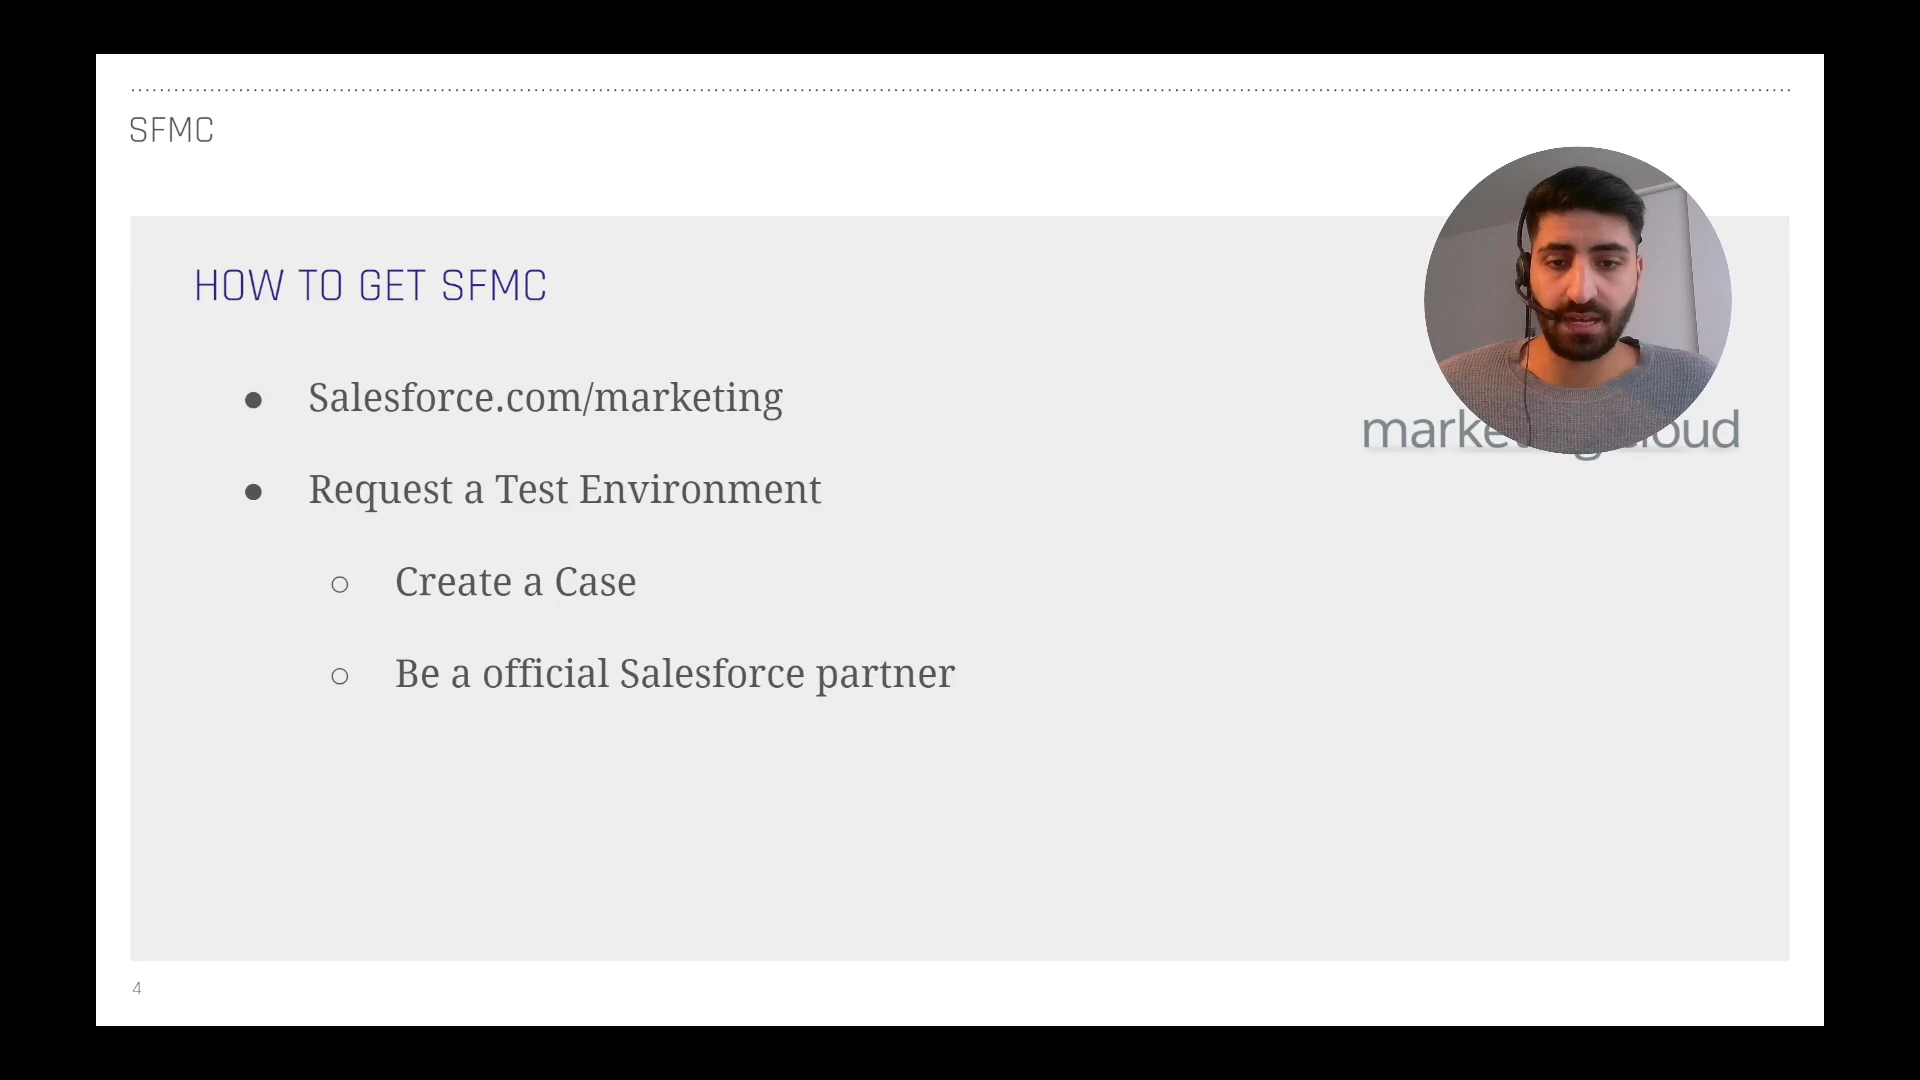 SFMC
HOW TO GET SFMC
● Salesforce.com/marketing
● Request a Test Environment
○ Create a Case
○ Be a official Salesforce partner
4